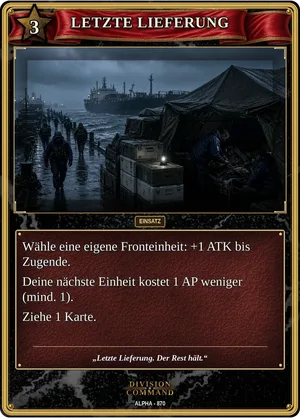 3
LETZTE LIEFERUNG
EINSATZ
Wähle eine eigene Fronteinheit: +1 ATK bis
Zugende.
Deine nächste Einheit kostet 1 AP weniger
(mind. 1).
Ziehe 1 Karte.
„Letzte Lieferung. Der Rest hält.“
DIVISION
COMMAND
ALPHA - 870